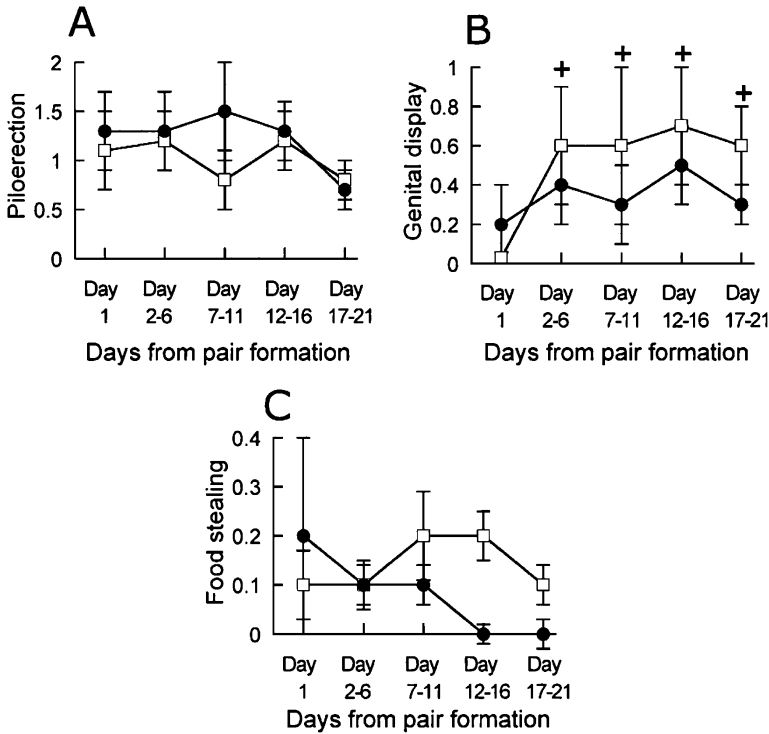 A
Piloerection
2
1.5
1
0.5
0
Day Day Day Day Day
1 2-6 7-11 12-16 17-21
Days from pair formation
B
Genital display
1
0.8
0.6
0.4
0.2
0
+ + + +
Day Day Day Day Day
1 2-6 7-11 12-16 17-21
Days from pair formation
C
Food stealing
0.4
0.3
0.2
0.1
0
Day Day Day Day Day
1 2-6 7-11 12-16 17-21
Days from pair formation